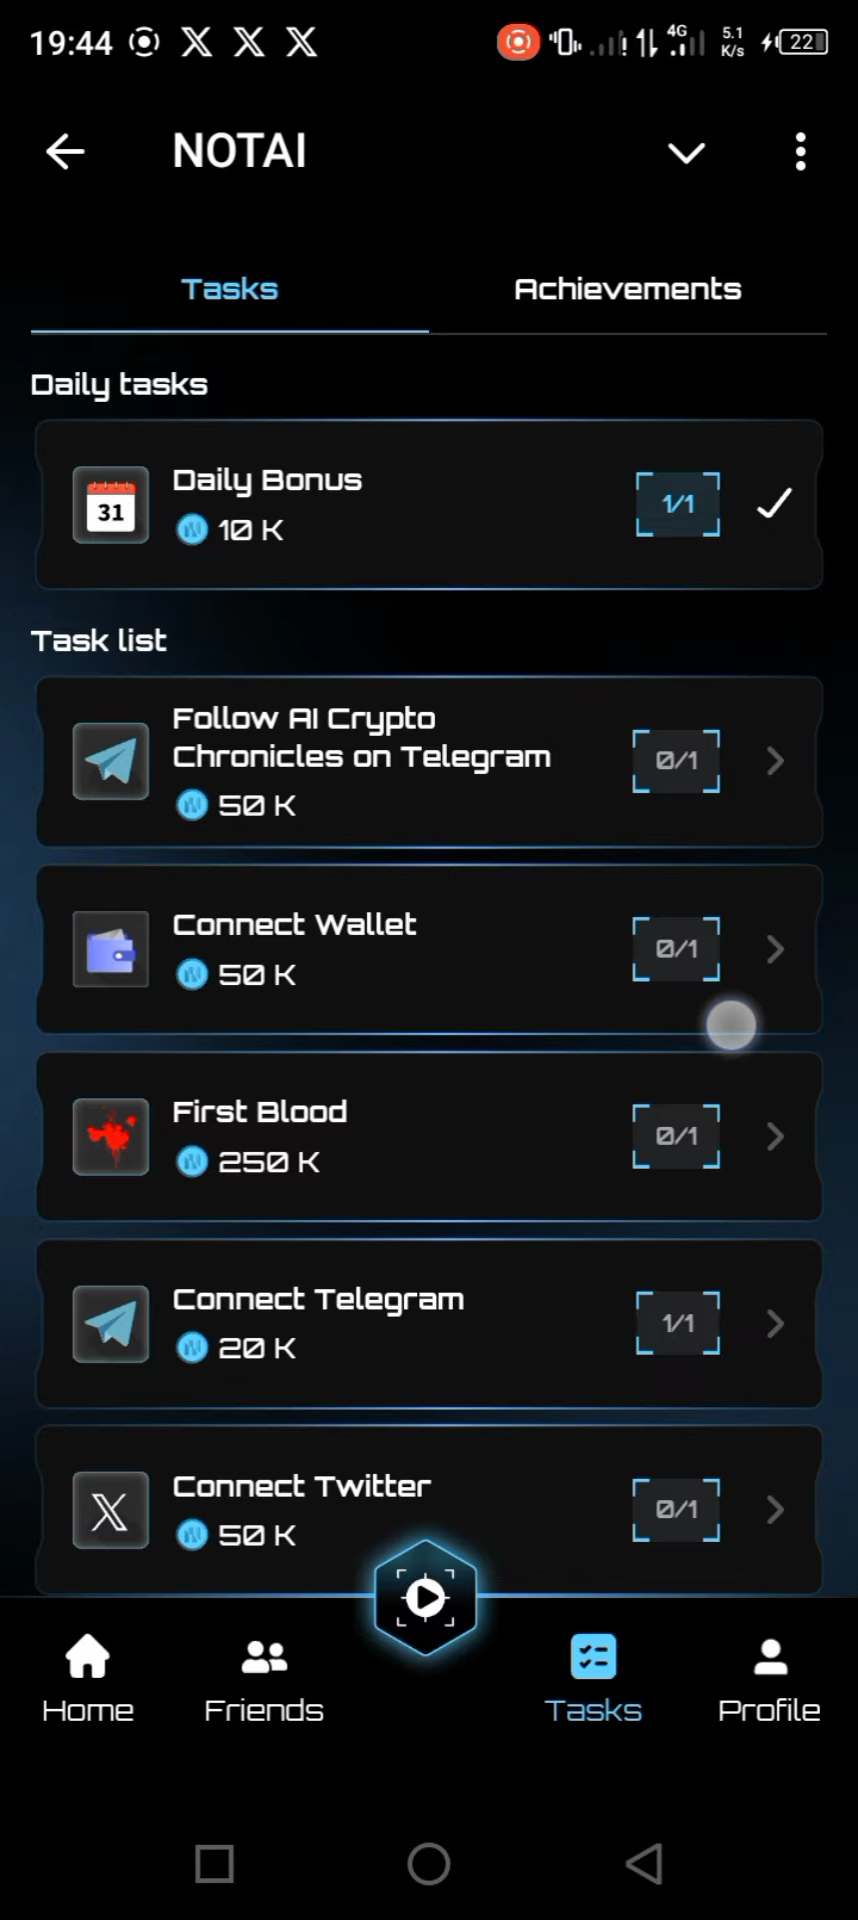 19:44
4G
5.1
K/s
22
NOTAI
Tasks
Achievements
Daily tasks
31
Daily Bonus
10 K
1/1
Task list
Follow AI Crypto
Chronicles on Telegram
50 K
0/1
Connect Wallet
50 K
0/1
First Blood
250 K
0/1
Connect Telegram
20 K
1/1
Connect Twitter
50 K
0/1
Home
Friends
Tasks
Profile